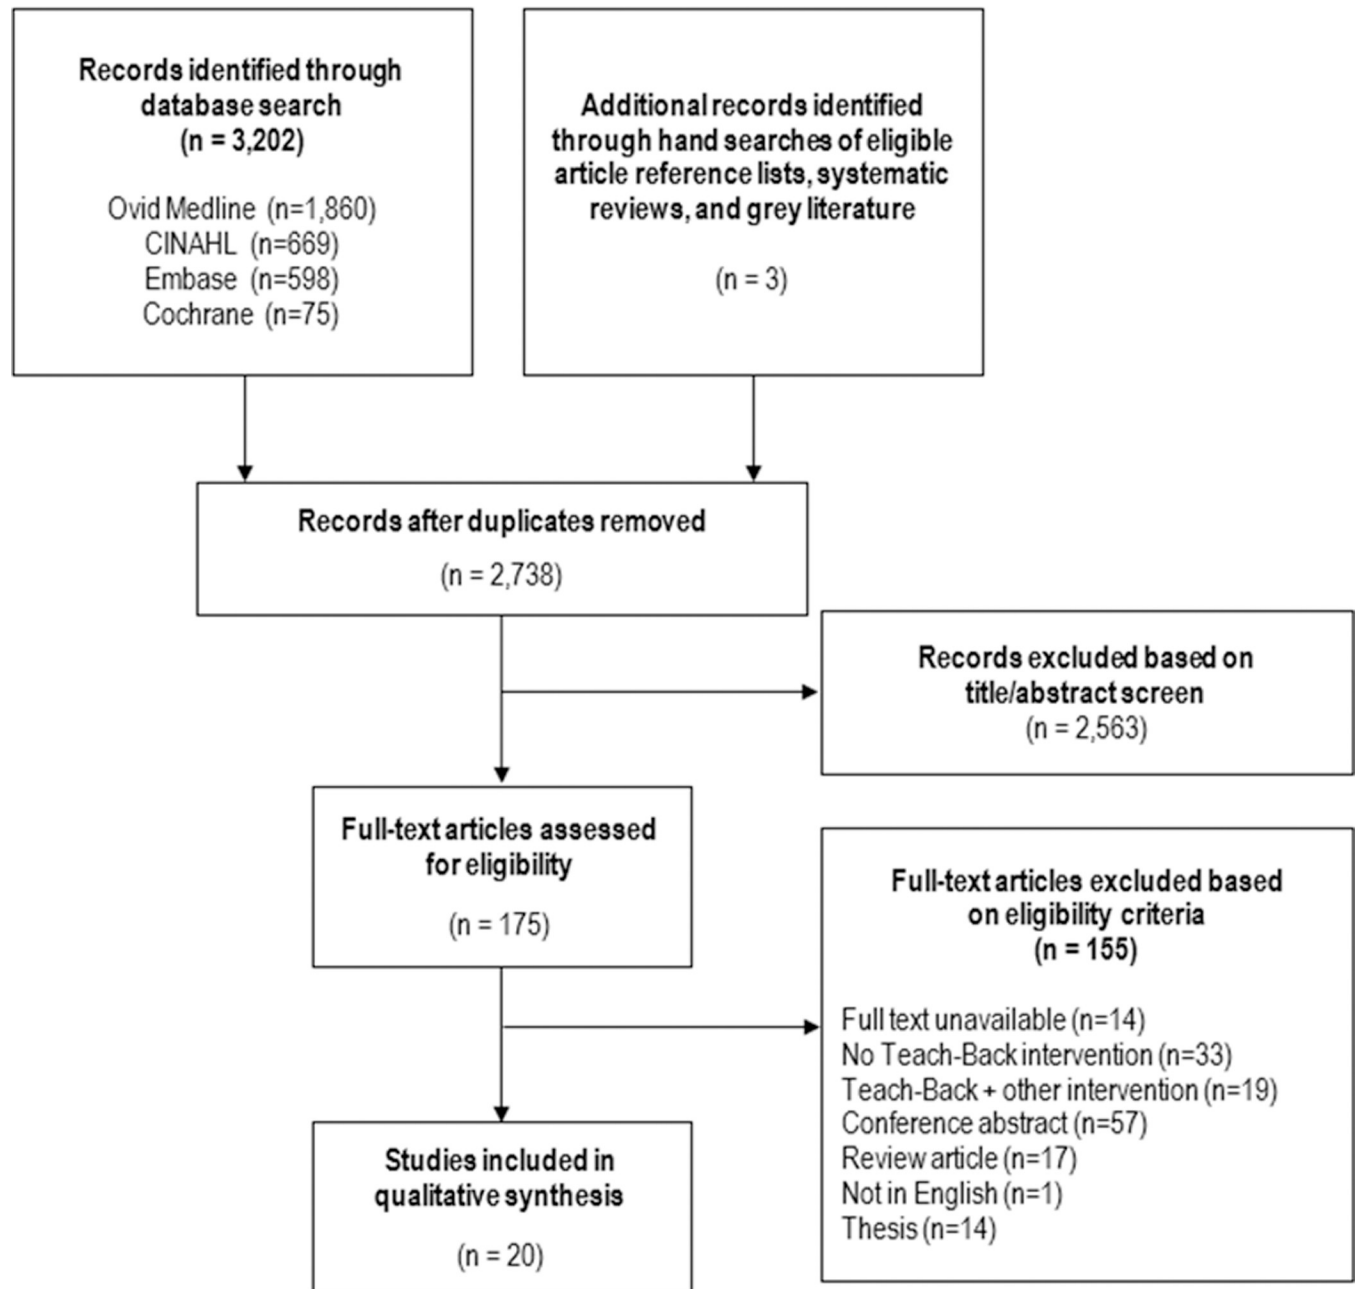 Records identified through
database search
(n = 3,202)
Ovid Medline (n=1,860)
CINAHL (n=669)
Embase (n=598)
Cochrane (n=75)
Additional records identified
through hand searches of eligible
article reference lists, systematic
reviews, and grey literature
(n = 3)
Records after duplicates removed
(n = 2,738)
Records excluded based on
title/abstract screen
(n = 2,563)
Full-text articles assessed
for eligibility
(n = 175)
Full-text articles excluded based
on eligibility criteria
(n = 155)
Full text unavailable (n=14)
No Teach-Back intervention (n=33)
Teach-Back + other intervention (n=19)
Conference abstract (n=57)
Review article (n=17)
Not in English (n=1)
Thesis (n=14)
Studies included in
qualitative synthesis
(n = 20)